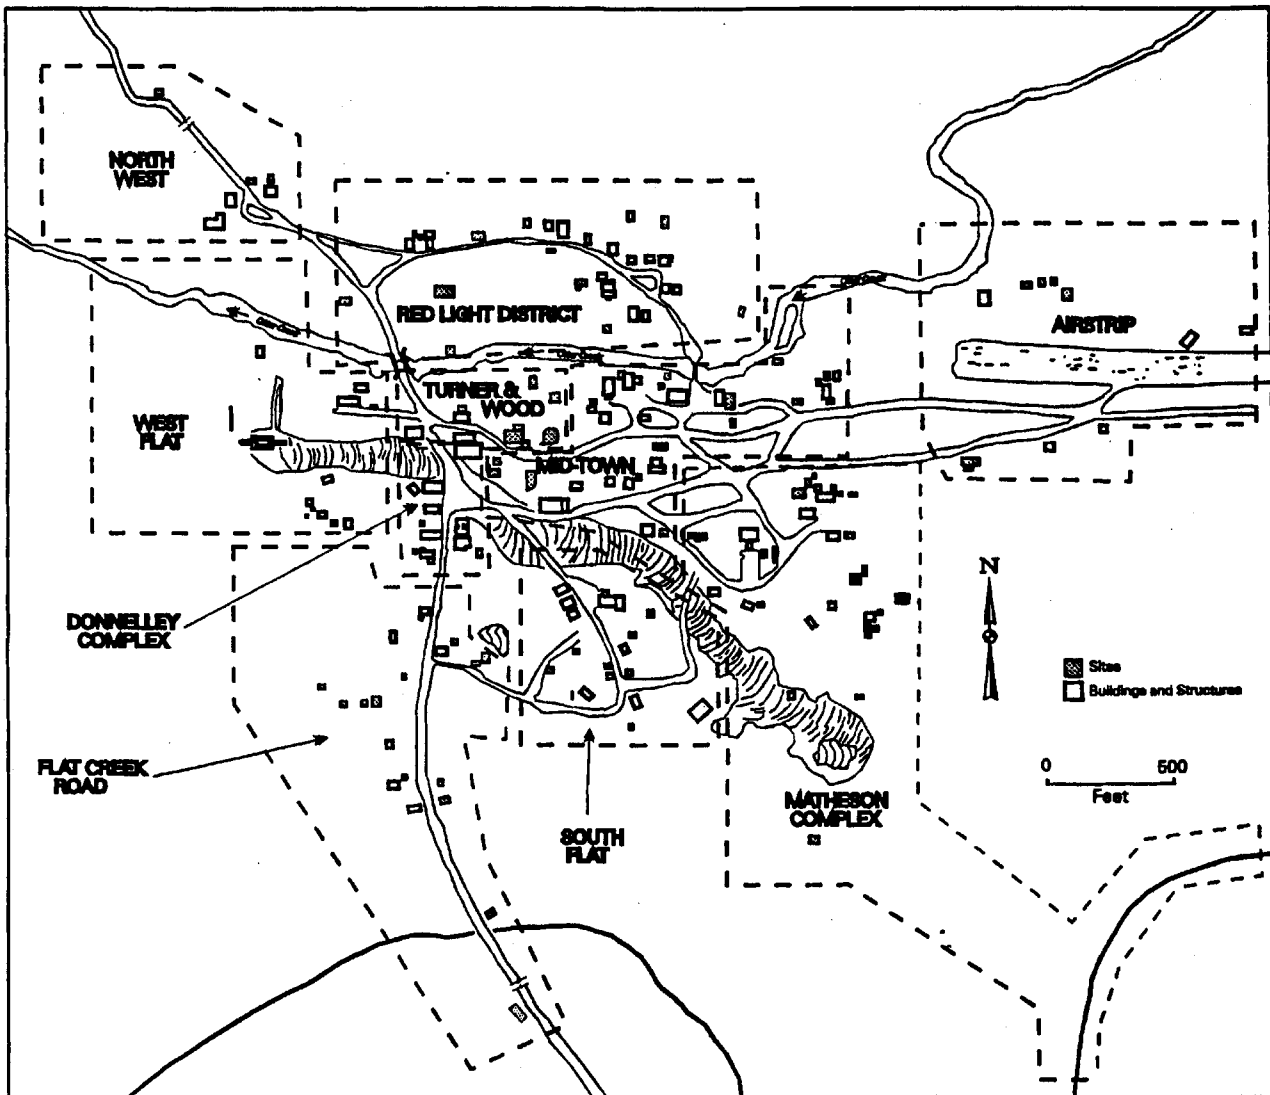 NORTH
WEST
RED LIGHT DISTRICT
AIRSTRIP
TURNER &
WOOD
WEST
FLAT
MID-TOWN
N
DONNELLEY
COMPLEX
Sites
Buildings and Structures
FLAT CREEK
ROAD
0 500
Feet
MATHESON
COMPLEX
SOUTH
FLAT